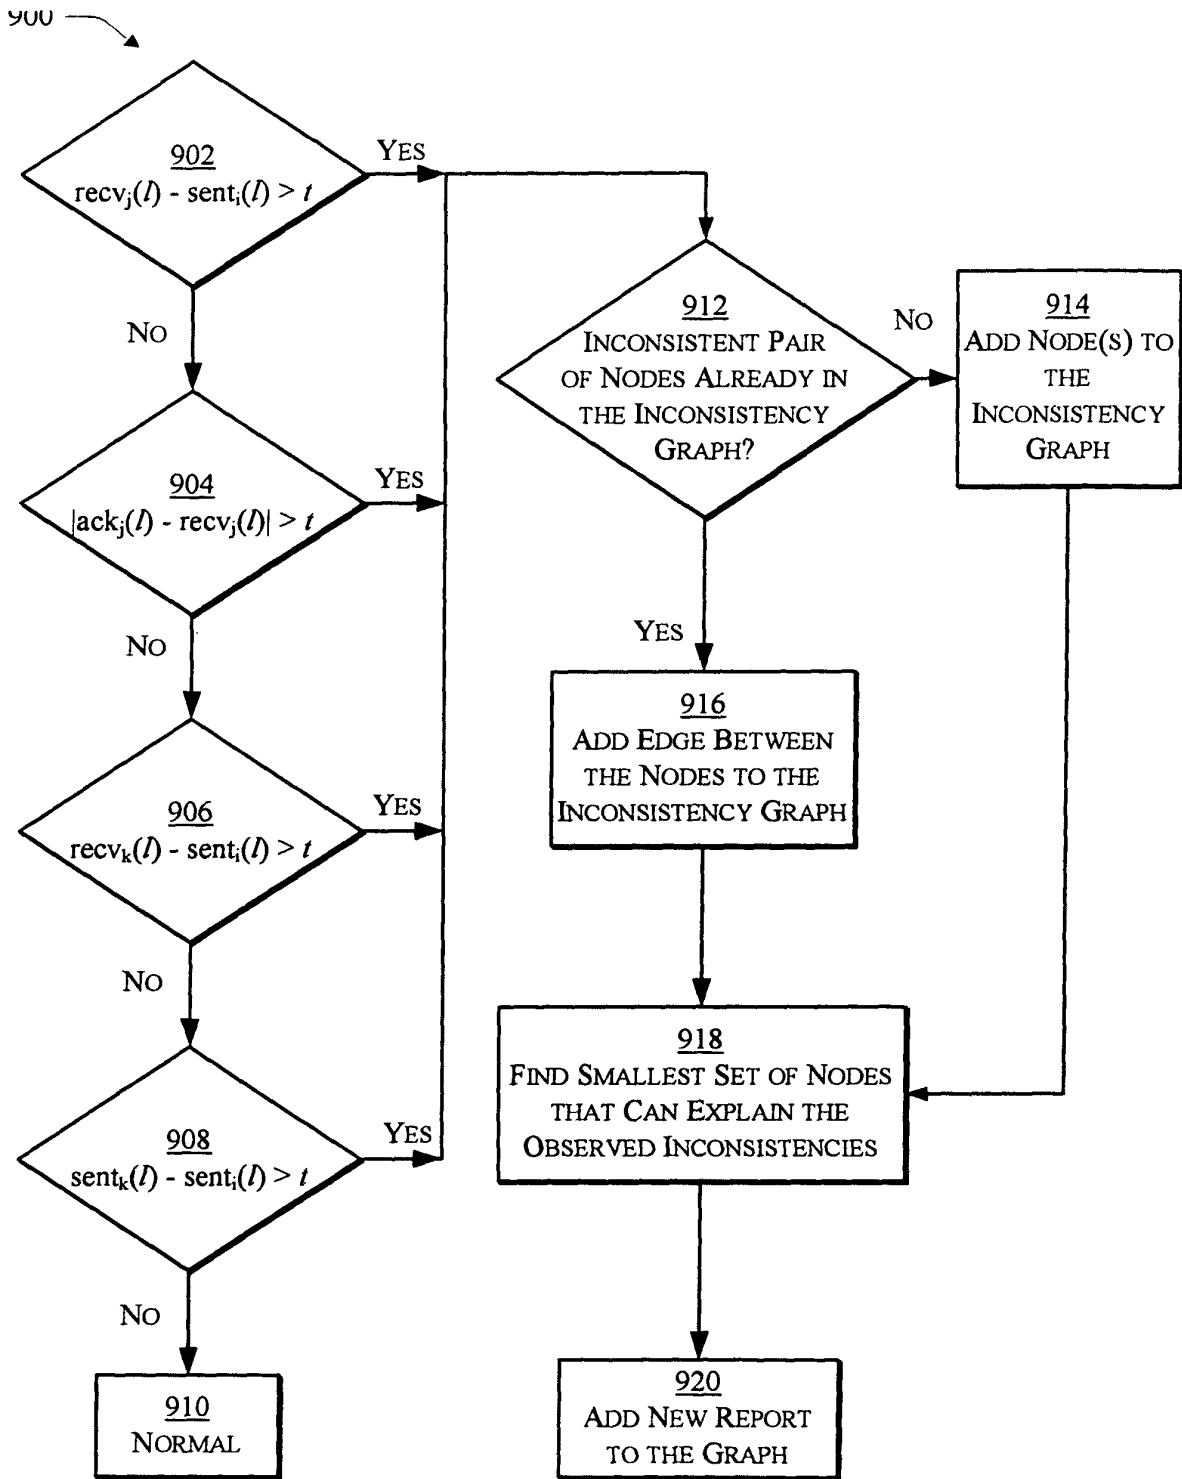 900
902
recvj(l) - senti(l) > t
YES
NO
904
|ackj(l) - recvj(l)| > t
YES
NO
906
recvk(l) - senti(l) > t
YES
NO
908
sentk(l) - senti(l) > t
YES
NO
910
NORMAL
912
INCONSISTENT PAIR
OF NODES ALREADY IN
THE INCONSISTENCY
GRAPH?
NO
914
ADD NODE(S) TO
THE
INCONSISTENCY
GRAPH
YES
916
ADD EDGE BETWEEN
THE NODES TO THE
INCONSISTENCY GRAPH
918
FIND SMALLEST SET OF NODES
THAT CAN EXPLAIN THE
OBSERVED INCONSISTENCIES
920
ADD NEW REPORT
TO THE GRAPH